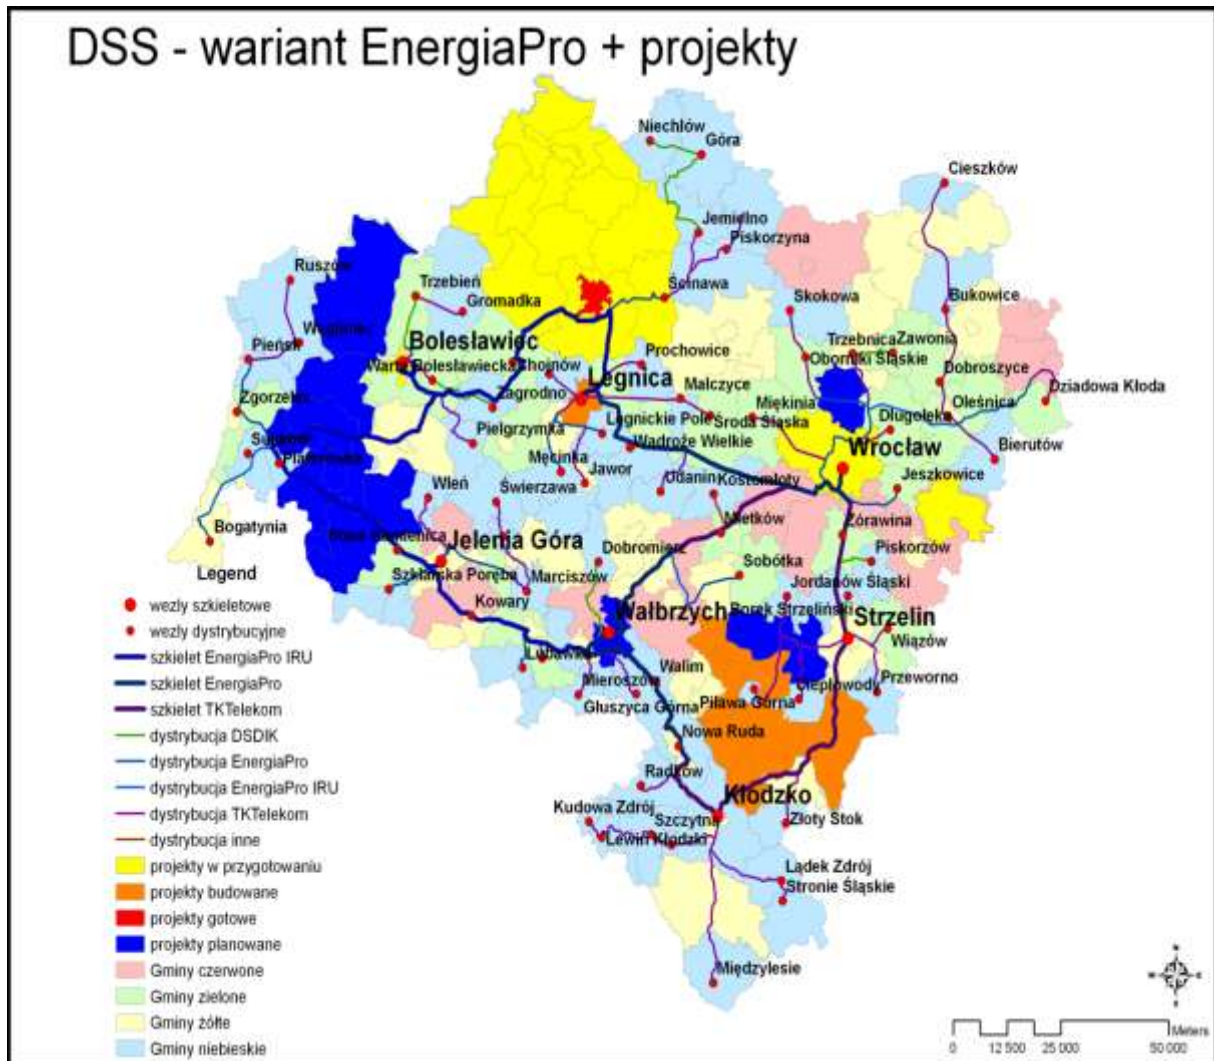 DSS - wariant EnergiaPro + projekty
Niechlów
Góra
Cieszków
Jemielno
Piskorzyna
Ruszów
Trzebień
Gromadka
Ścinawa
Skokowa
Bukowice
Pieńsk
Bolesławiec
Prochowice
Trzebnica
Zawonia
Oborniki Śląskie
Warta Bolesławiecka
Chojnów
Legnica
Dobroszyce
Dziadowa Kłoda
Zgorzelec
Zagrodno
Malczyce
Miękinia
Oleśnica
Legnickie Pole
Środa Śląska
Długołęka
Pielgrzymka
Wądroże Wielkie
Wrocław
Bierutów
Męcinka
Jawor
Udanin
Kostomłoty
Jeszkowice
Wleń
Świerzawa
Bogatynia
Mietków
Żórawina
Jelenia Góra
Dobromierz
Piskorzów
Sobótka
Legend
Szklarska Poręba
Marciszów
Jordanów Śląski
węzły szkieletowe
Kowary
Wałbrzych
Borek Strzeliński
Strzelin
węzły dystrybucyjne
Wiązów
szkielet EnergiaPro IRU
Lubawka
Walim
szkielet EnergiaPro
Mieroszów
Ciepłowody
Przeworno
szkielet TKTelekom
Głuszyca Górna
Piława Górna
dystrybucja DSDIK
Nowa Ruda
dystrybucja EnergiaPro
Radków
dystrybucja EnergiaPro IRU
Kłodzko
dystrybucja TKTelekom
Kudowa Zdrój
Szczytna
Złoty Stok
dystrybucja inne
Lewin Kłodzki
projekty w przygotowaniu
Lądek Zdrój
projekty budowane
Stronie Śląskie
projekty gotowe
projekty planowane
Gminy czerwone
Międzylesie
Gminy zielone
Gminy żółte
Gminy niebieskie
Meters
0 12 500 25 000 50 000